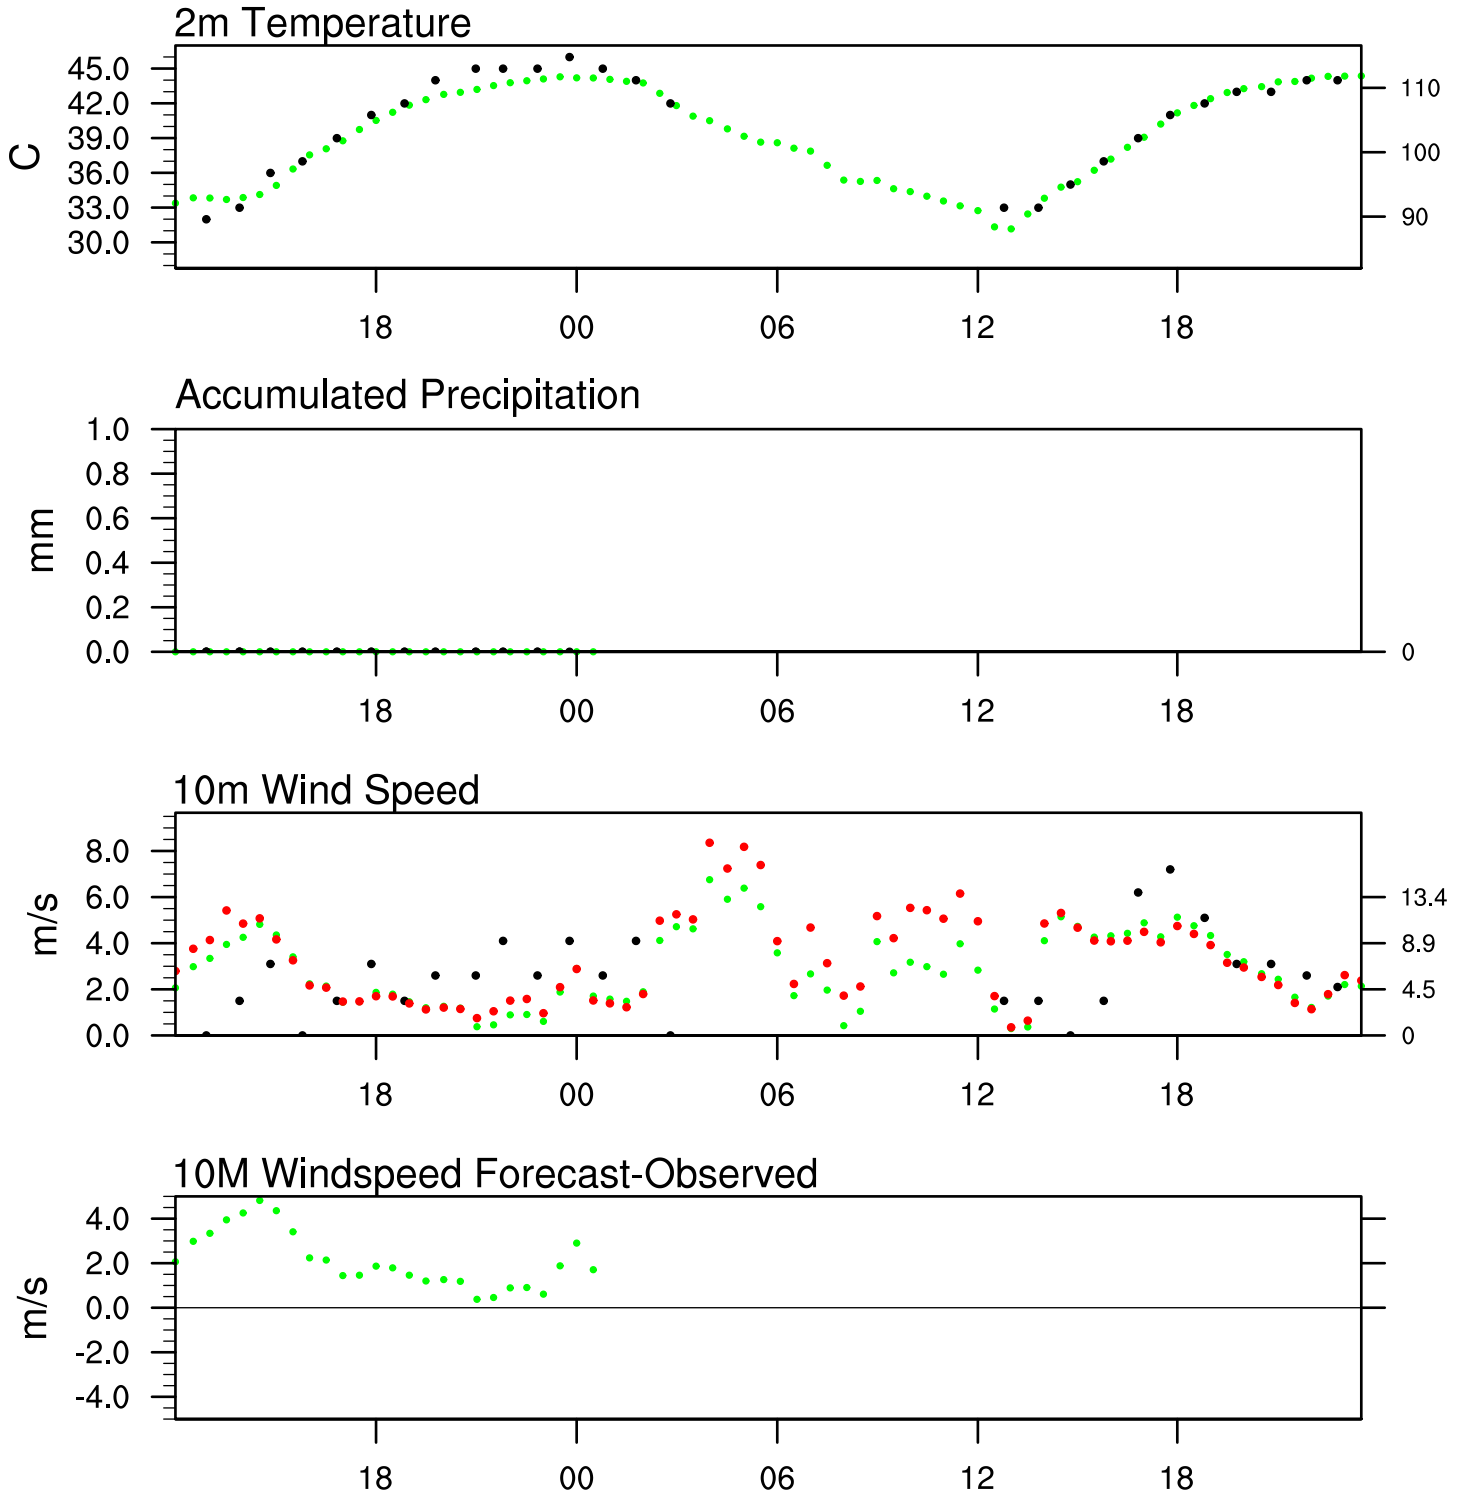 2m Temperature
45.0
42.0
39.0
36.0
33.0
30.0
C
110
100
90
18 00 06 12 18
Accumulated Precipitation
1.0
0.8
0.6
0.4
0.2
0.0
mm
0
18 00 06 12 18
10m Wind Speed
8.0
6.0
4.0
2.0
0.0
m/s
13.4
8.9
4.5
0
18 00 06 12 18
10M Windspeed Forecast-Observed
4.0
2.0
0.0
-2.0
-4.0
m/s
18 00 06 12 18